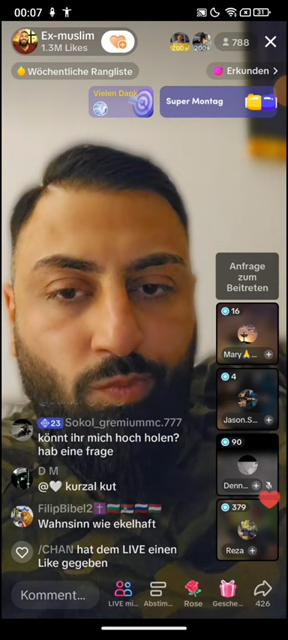 00:07
31
Ex-muslim
1.3M Likes
200
200
788
Wöchentliche Rangliste
Erkunden >
Vielen Dank
Super Montag
Anfrage
zum
Beitreten
16
Mary🙏...
4
Jason.S...
90
Denn...
379
Reza
23 Sokol_gremiummc.777
könnt ihr mich hoch holen?
hab eine frage
D M
@🤍 kurzal kut
FilipBibel2
Wahnsinn wie ekelhaft
/CHAN hat dem LIVE einen
Like gegeben
Komment...
LIVE mi...
Abstim...
Rose
Gesche...
426